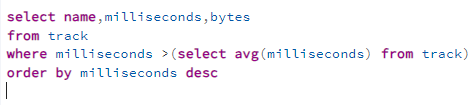 select name,milliseconds,bytes
from track
where milliseconds >(select avg(milliseconds) from track)
order by milliseconds desc